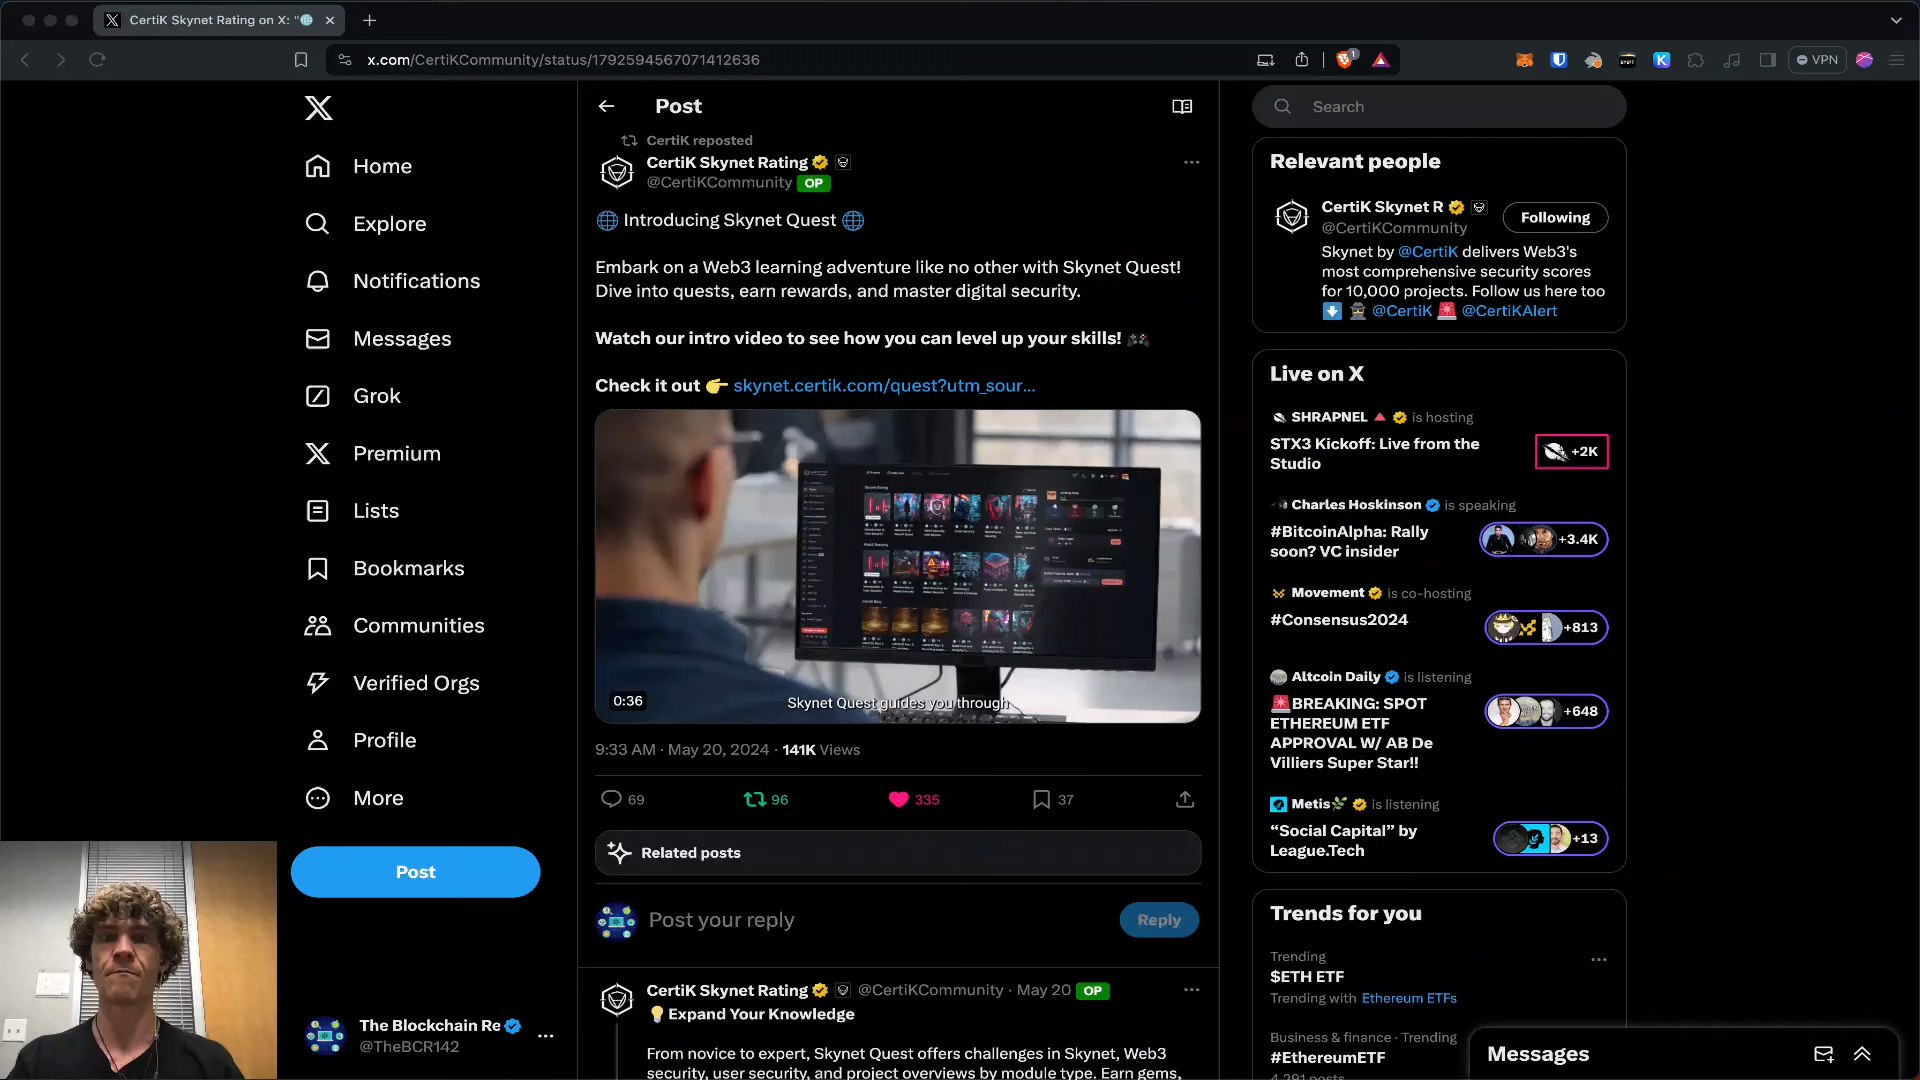 CertiK Skynet Rating on X: "🌐
x.com/CertiKCommunity/status/1792594567071412636
1
VPN
Home
Explore
Notifications
Messages
Grok
Premium
Lists
Bookmarks
Communities
Verified Orgs
Profile
More
Post
The Blockchain Re
@TheBCR142
Post
CertiK reposted
CertiK Skynet Rating
@CertiKCommunity OP
🌐 Introducing Skynet Quest 🌐
Embark on a Web3 learning adventure like no other with Skynet Quest!
Dive into quests, earn rewards, and master digital security.
Watch our intro video to see how you can level up your skills! 🎮
Check it out 👉 skynet.certik.com/quest?utm_sour...
0:36
Skynet Quest guides you through
9:33 AM · May 20, 2024 · 141K Views
69
96
335
37
Related posts
Post your reply
Reply
CertiK Skynet Rating @CertiKCommunity · May 20 OP
💡Expand Your Knowledge
From novice to expert, Skynet Quest offers challenges in Skynet, Web3
security, user security, and project overviews by module type. Earn gems,
Search
Relevant people
CertiK Skynet R
@CertiKCommunity
Following
Skynet by @CertiK delivers Web3's
most comprehensive security scores
for 10,000 projects. Follow us here too
⬇️ 🕵️ @CertiK 🚨 @CertiKAlert
Live on X
SHRAPNEL 🔺 is hosting
STX3 Kickoff: Live from the
Studio
+2K
Charles Hoskinson is speaking
#BitcoinAlpha: Rally
soon? VC insider
+3.4K
Movement is co-hosting
#Consensus2024
+813
Altcoin Daily is listening
🚨BREAKING: SPOT
ETHEREUM ETF
APPROVAL W/ AB De
Villiers Super Star!!
+648
Metis🌿 is listening
“Social Capital” by
League.Tech
+13
Trends for you
Trending
$ETH ETF
Trending with Ethereum ETFs
Business & finance · Trending
#EthereumETF
4,291 posts
Messages